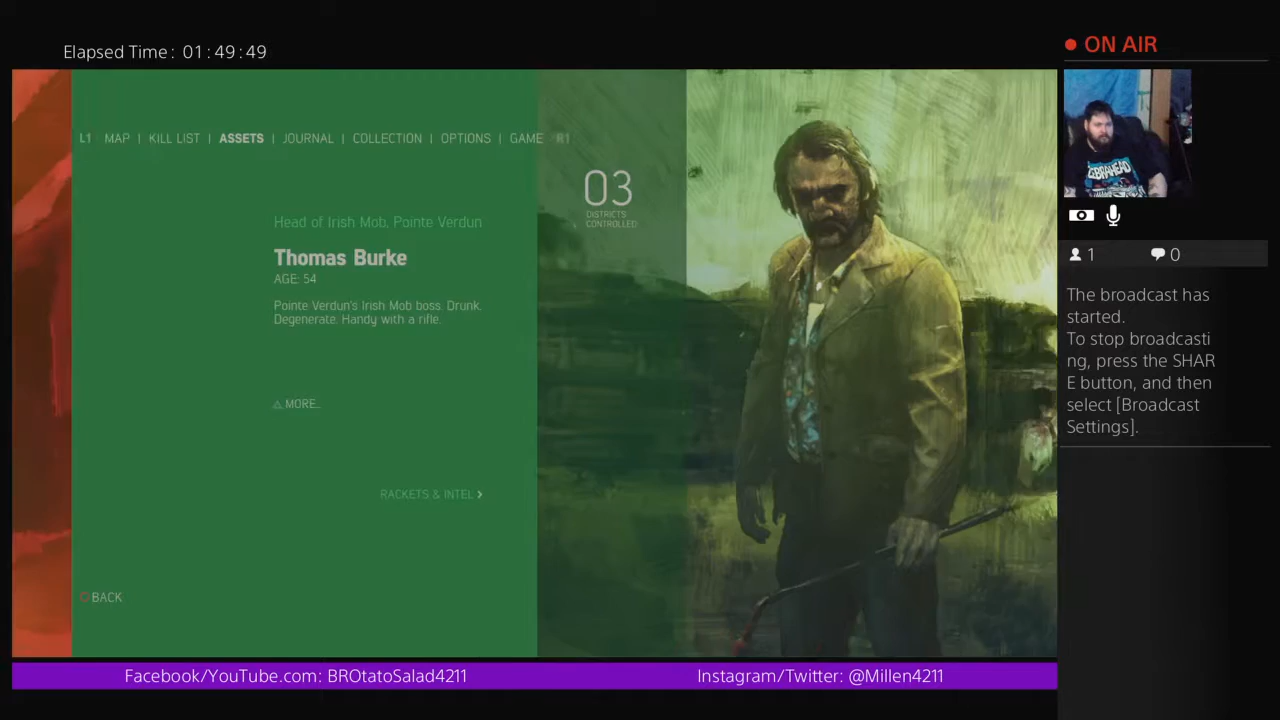 Elapsed Time: 01:49:49
ON AIR
L1 MAP | KILL LIST | ASSETS | JOURNAL | COLLECTION | OPTIONS | GAME R1
03
DISTRICTS
CONTROLLED
Head of Irish Mob, Pointe Verdun
Thomas Burke
AGE: 54
Pointe Verdun's Irish Mob boss. Drunk.
Degenerate. Handy with a rifle.
MORE...
RACKETS & INTEL >
BACK
1 0
The broadcast has
started.
To stop broadcasti
ng, press the SHAR
E button, and then
select [Broadcast
Settings].
Facebook/YouTube.com: BROtatoSalad4211
Instagram/Twitter: @Millen4211